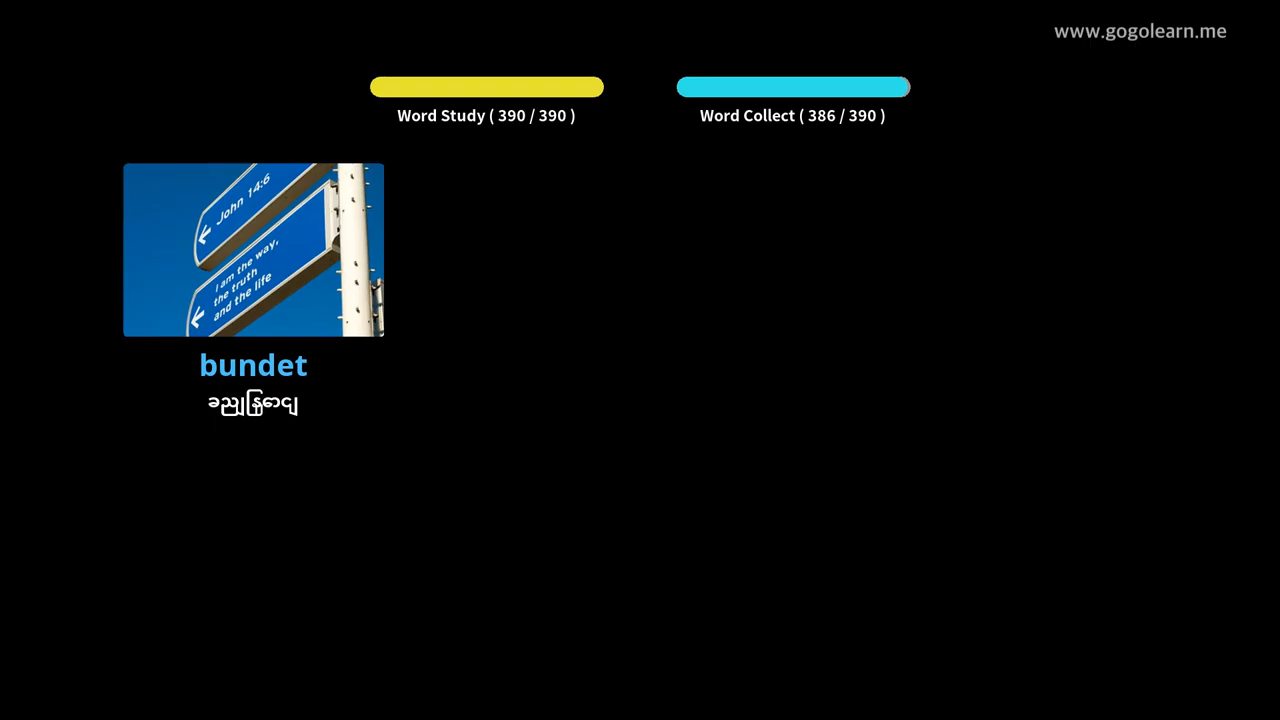 www.gogolearn.me
Word Study ( 390 / 390 )
Word Collect ( 386 / 390 )
John 14:6
I am the way,
the truth
and the life
bundet
ခညျနှောငျ